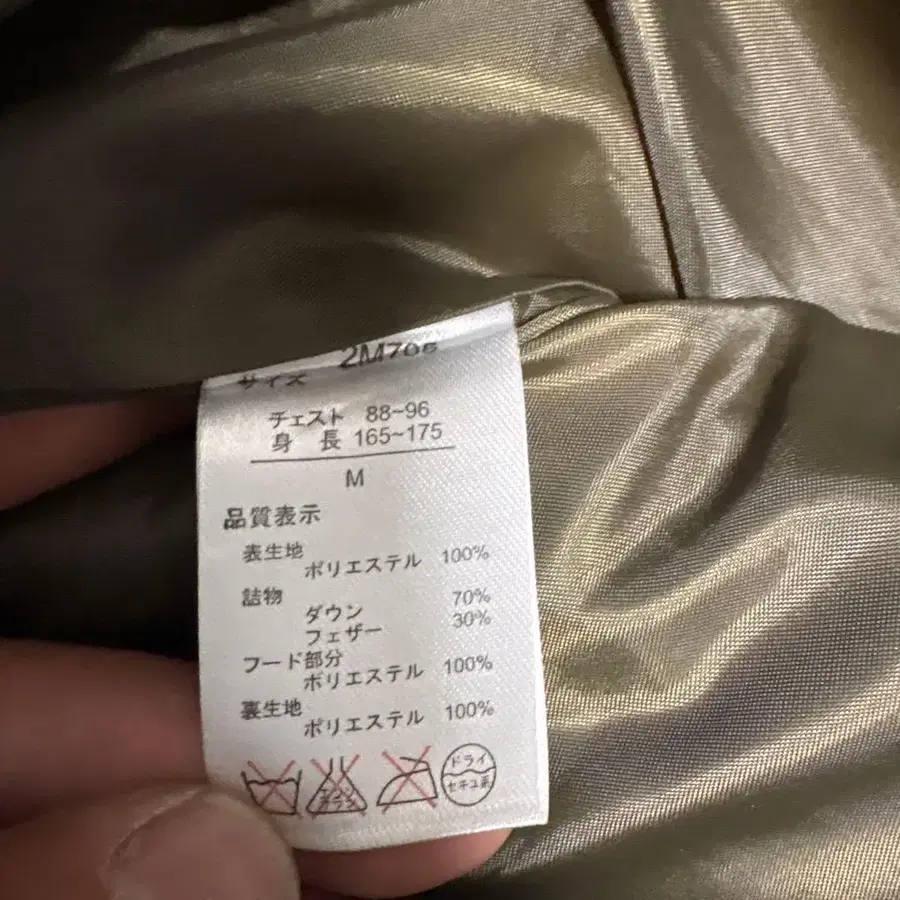 2M70
サイズ
チェスト 88~96
身 長 165~175
M
品質表示
表生地
ポリエステル 100%
詰物
ダウン 70%
フェザー 30%
フード部分
ポリエステル 100%
裏生地
ポリエステル 100%
ドライ
セキユ系